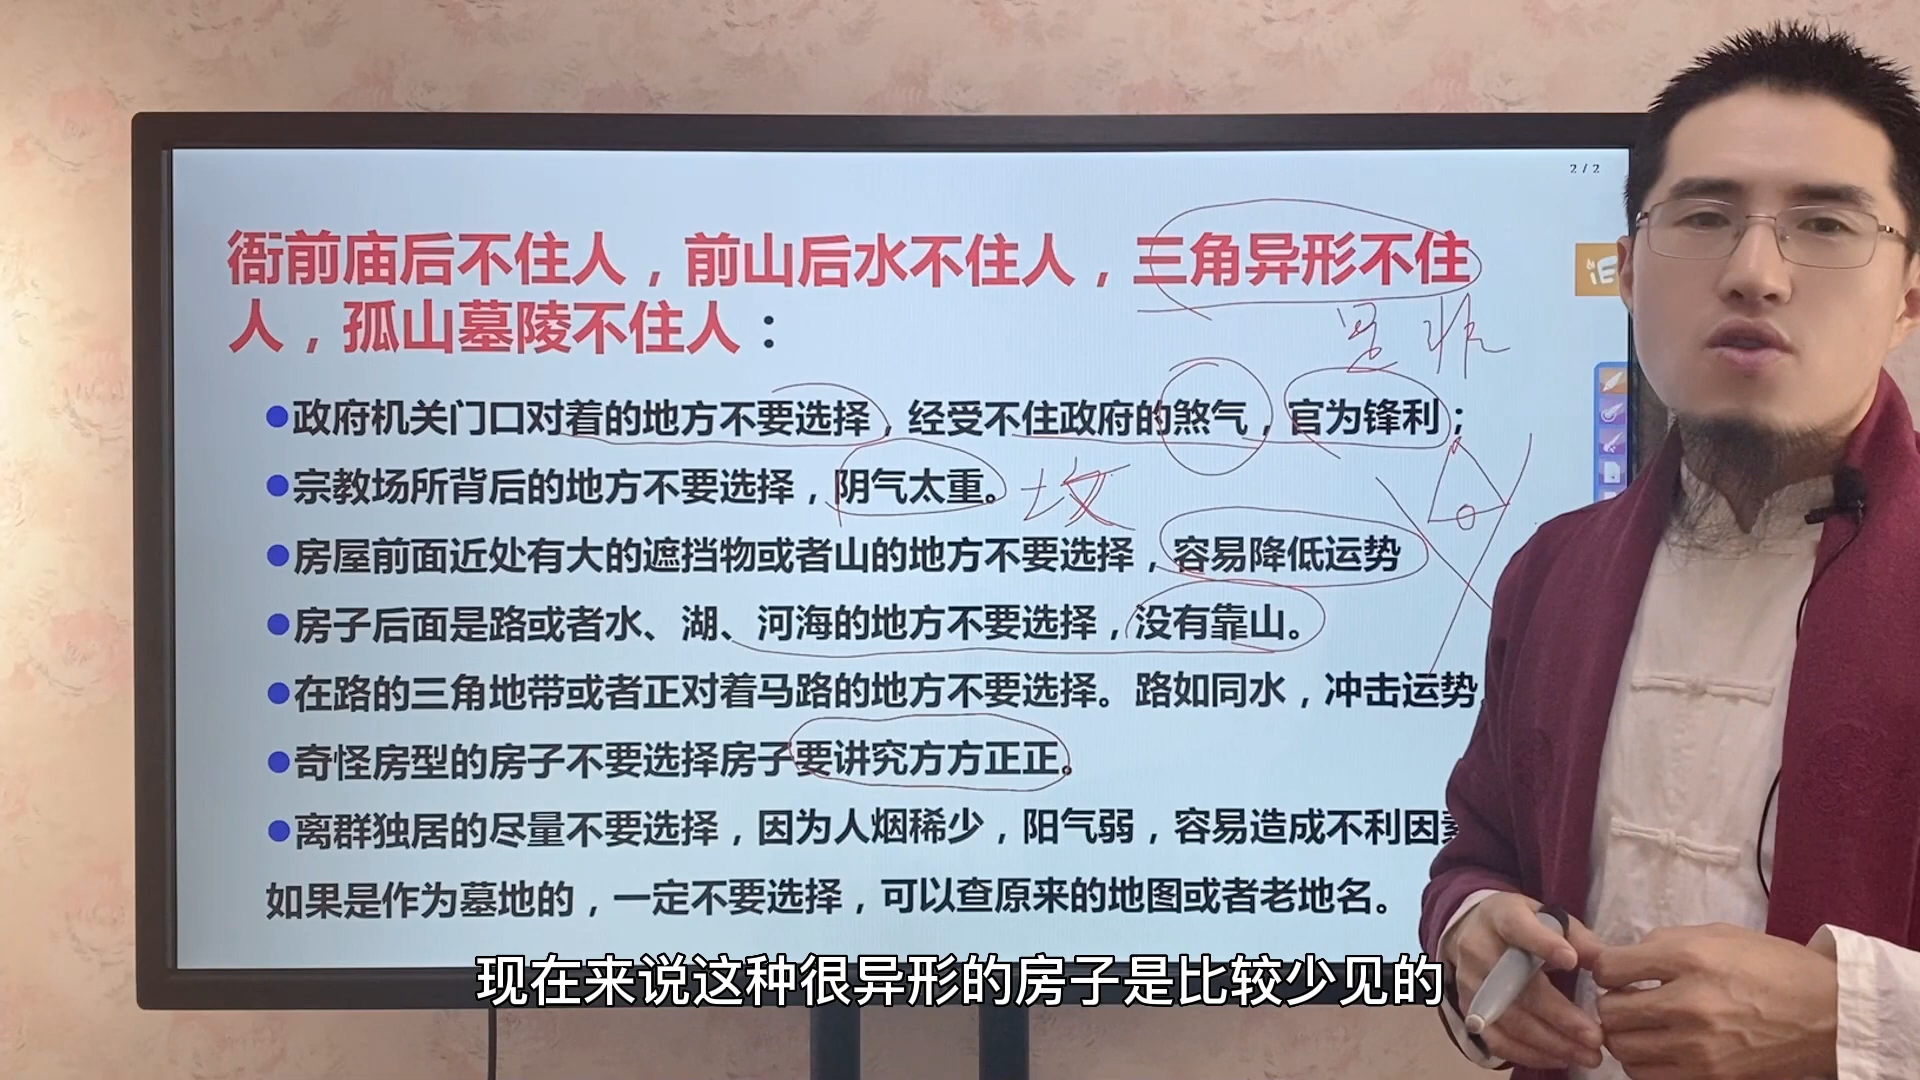 2 / 2
衙前庙后不住人，前山后水不住人，三角异形不住
人，孤山墓陵不住人：
政府机关门口对着的地方不要选择，经受不住政府的煞气，官为锋利；
宗教场所背后的地方不要选择，阴气太重。
房屋前面近处有大的遮挡物或者山的地方不要选择，容易降低运势
房子后面是路或者水、湖、河海的地方不要选择，没有靠山。
在路的三角地带或者正对着马路的地方不要选择。路如同水，冲击运势
奇怪房型的房子不要选择房子要讲究方方正正。
离群独居的尽量不要选择，因为人烟稀少，阳气弱，容易造成不利因素
如果是作为墓地的，一定不要选择，可以查原来的地图或者老地名。
现在来说这种很异形的房子是比较少见的